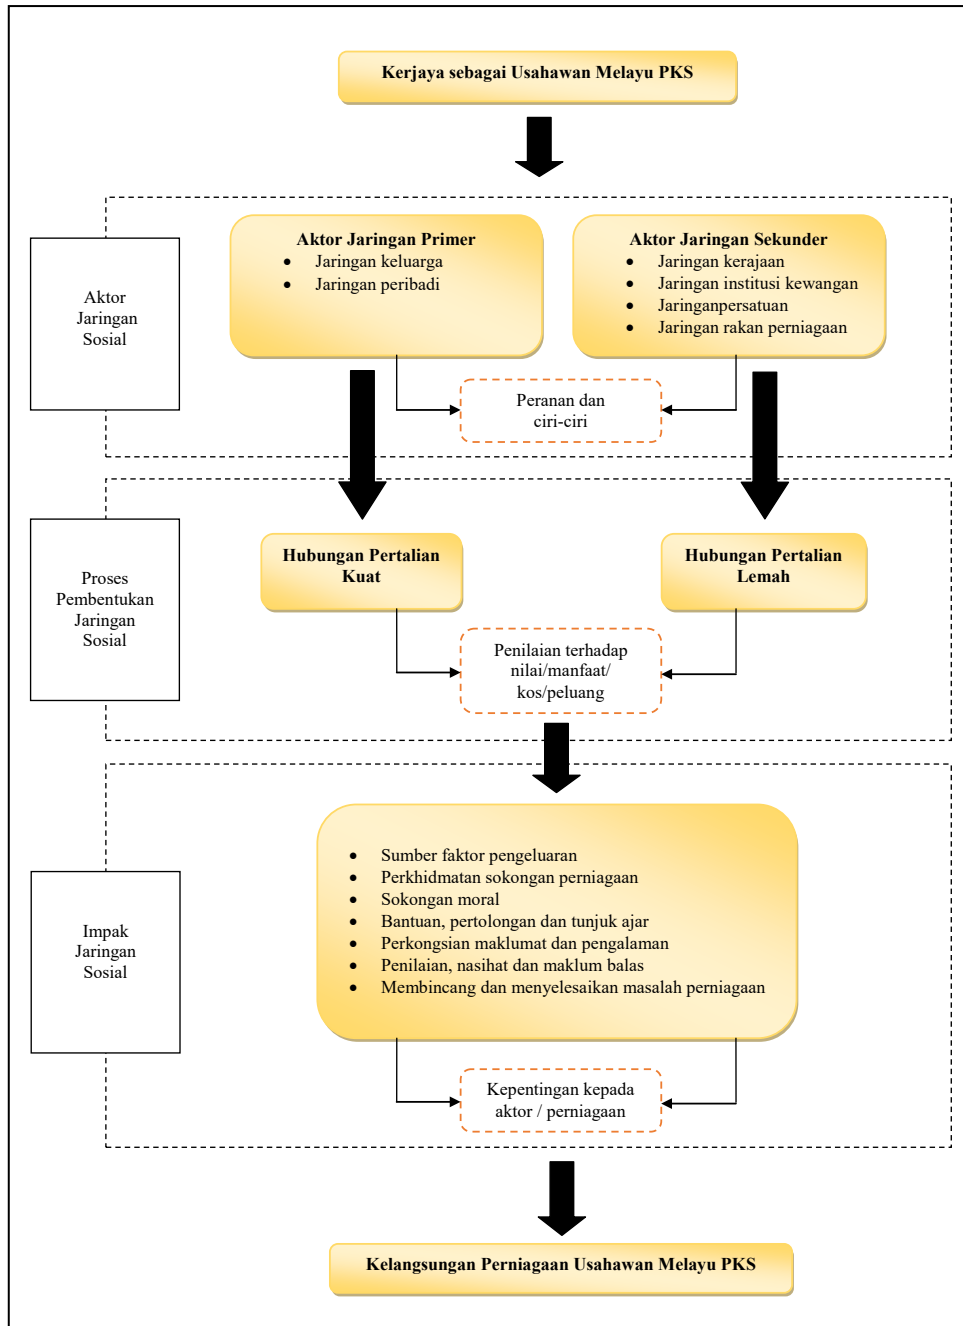 Kerjaya sebagai Usahawan Melayu PKS
Aktor
Jaringan
Sosial
Aktor Jaringan Primer
• Jaringan keluarga
• Jaringan peribadi
Aktor Jaringan Sekunder
• Jaringan kerajaan
• Jaringan institusi kewangan
• Jaringanpersatuan
• Jaringan rakan perniagaan
Peranan dan
ciri-ciri
Proses
Pembentukan
Jaringan
Sosial
Hubungan Pertalian
Kuat
Hubungan Pertalian
Lemah
Penilaian terhadap
nilai/manfaat/
kos/peluang
Impak
Jaringan
Sosial
• Sumber faktor pengeluaran
• Perkhidmatan sokongan perniagaan
• Sokongan moral
• Bantuan, pertolongan dan tunjuk ajar
• Perkongsian maklumat dan pengalaman
• Penilaian, nasihat dan maklum balas
• Membincang dan menyelesaikan masalah perniagaan
Kepentingan kepada
aktor / perniagaan
Kelangsungan Perniagaan Usahawan Melayu PKS